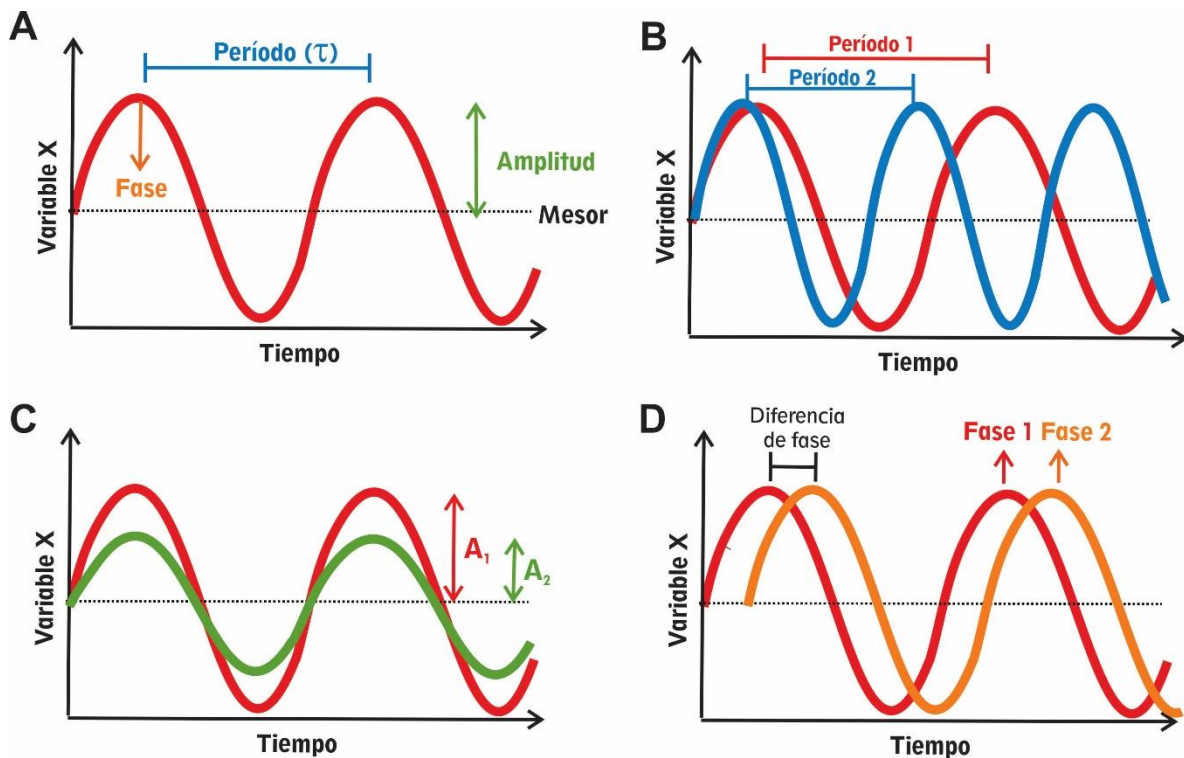 A
Período (τ)
Variable X
Fase
Amplitud
Mesor
Tiempo
B
Período 1
Período 2
Variable X
Tiempo
C
Variable X
A₁
A₂
Tiempo
D
Diferencia
de fase
Fase 1 Fase 2
Variable X
Tiempo